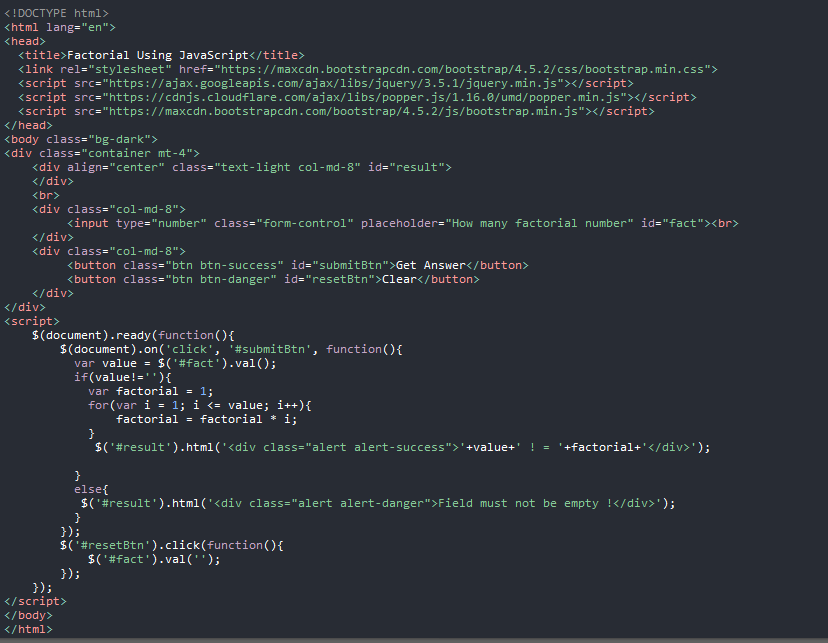 <!DOCTYPE html>
<html lang="en">
<head>
  <title>Factorial Using JavaScript</title>
  <link rel="stylesheet" href="https://maxcdn.bootstrapcdn.com/bootstrap/4.5.2/css/bootstrap.min.css">
  <script src="https://ajax.googleapis.com/ajax/libs/jquery/3.5.1/jquery.min.js"></script>
  <script src="https://cdnjs.cloudflare.com/ajax/libs/popper.js/1.16.0/umd/popper.min.js"></script>
  <script src="https://maxcdn.bootstrapcdn.com/bootstrap/4.5.2/js/bootstrap.min.js"></script>
</head>
<body class="bg-dark">
<div class="container mt-4">
    <div align="center" class="text-light col-md-8" id="result">
    </div>
    <br>
    <div class="col-md-8">
         <input type="number" class="form-control" placeholder="How many factorial number" id="fact"><br>
    </div>
    <div class="col-md-8">
         <button class="btn btn-success" id="submitBtn">Get Answer</button>
         <button class="btn btn-danger" id="resetBtn">Clear</button>
    </div>
</div>
<script>
    $(document).ready(function(){
        $(document).on('click', '#submitBtn', function(){
          var value = $('#fact').val();
          if(value!=''){
            var factorial = 1;
            for(var i = 1; i <= value; i++){
                factorial = factorial * i;
            }
             $('#result').html('<div class="alert alert-success">'+value+' ! = '+factorial+'</div>');
          }
          else{
           $('#result').html('<div class="alert alert-danger">Field must not be empty !</div>');
          }
        });
        $('#resetBtn').click(function(){
            $('#fact').val('');
        });
    });
</script>
</body>
</html>